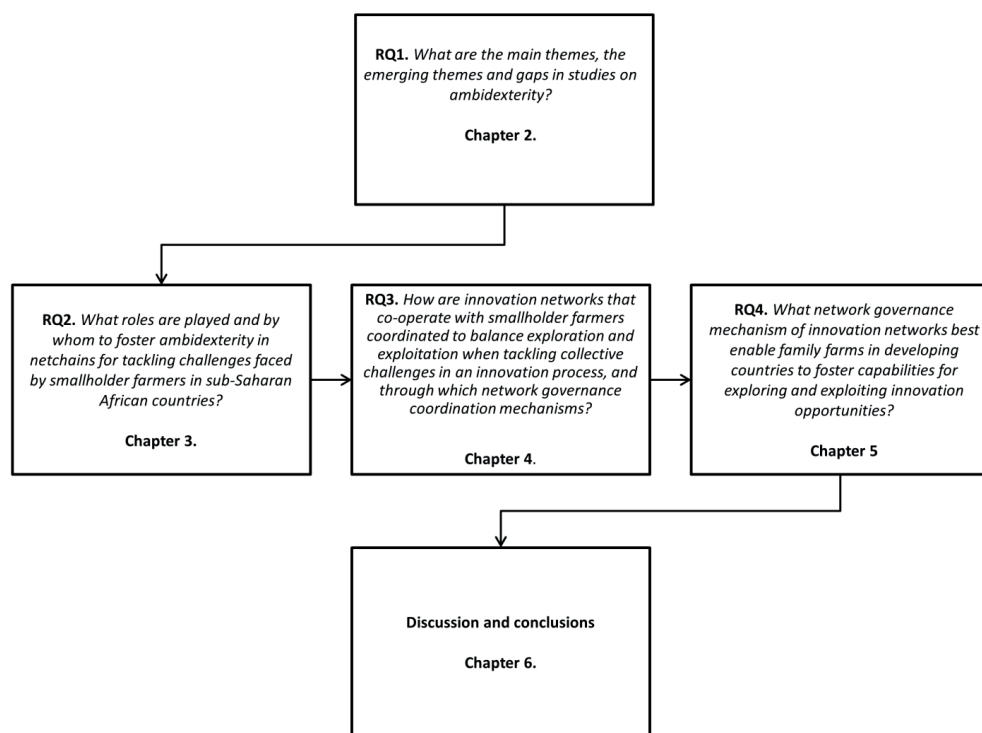 RQ1. What are the main themes, the
emerging themes and gaps in studies on
ambidexterity?
Chapter 2.
RQ2. What roles are played and by
whom to foster ambidexterity in
netchains for tackling challenges faced
by smallholder farmers in sub-Saharan
African countries?
Chapter 3.
RQ3. How are innovation networks that
co-operate with smallholder farmers
coordinated to balance exploration and
exploitation when tackling collective
challenges in an innovation process, and
through which network governance
coordination mechanisms?
Chapter 4.
RQ4. What network governance
mechanism of innovation networks best
enable family farms in developing
countries to foster capabilities for
exploring and exploiting innovation
opportunities?
Chapter 5
Discussion and conclusions
Chapter 6.